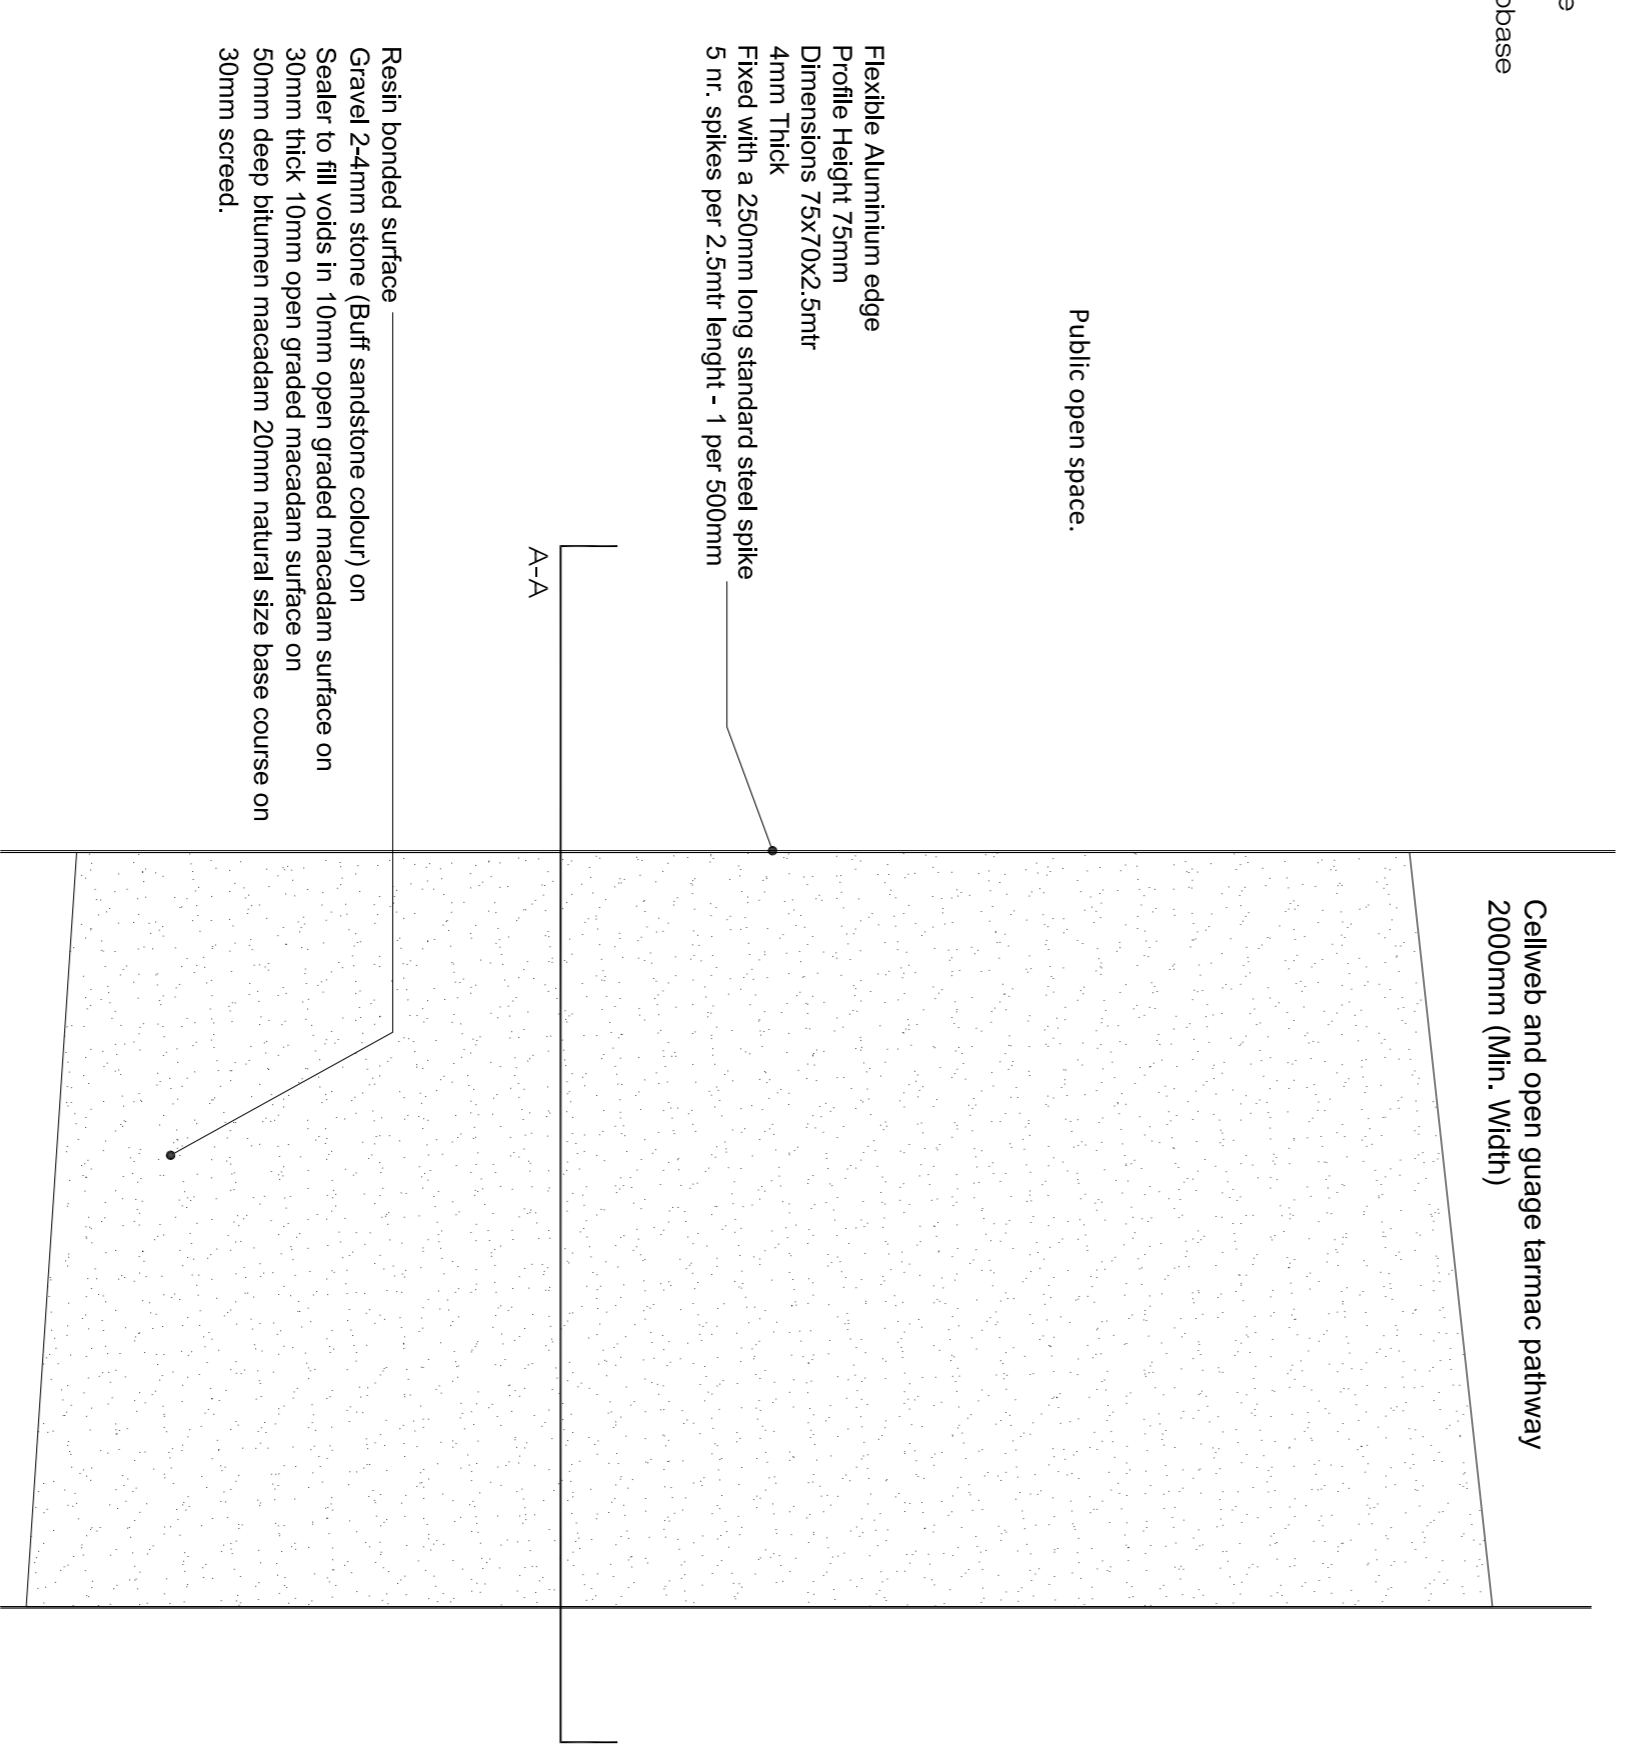 obase
Cellweb and open guage tarmac pathway
2000mm (Min. Width)
Public open space.
Flexible Aluminium edge
Profile Height 75mm
Dimensions 75x70x2.5mtr
4mm Thick
Fixed with a 250mm long standard steel spike
5 nr. spikes per 2.5mtr lenght - 1 per 500mm
A-A
Resin bonded surface
Gravel 2-4mm stone (Buff sandstone colour) on
Sealer to fill voids in 10mm open graded macadam surface on
30mm thick 10mm open graded macadam surface on
50mm deep bitumen macadam 20mm natural size base course on
30mm screed.